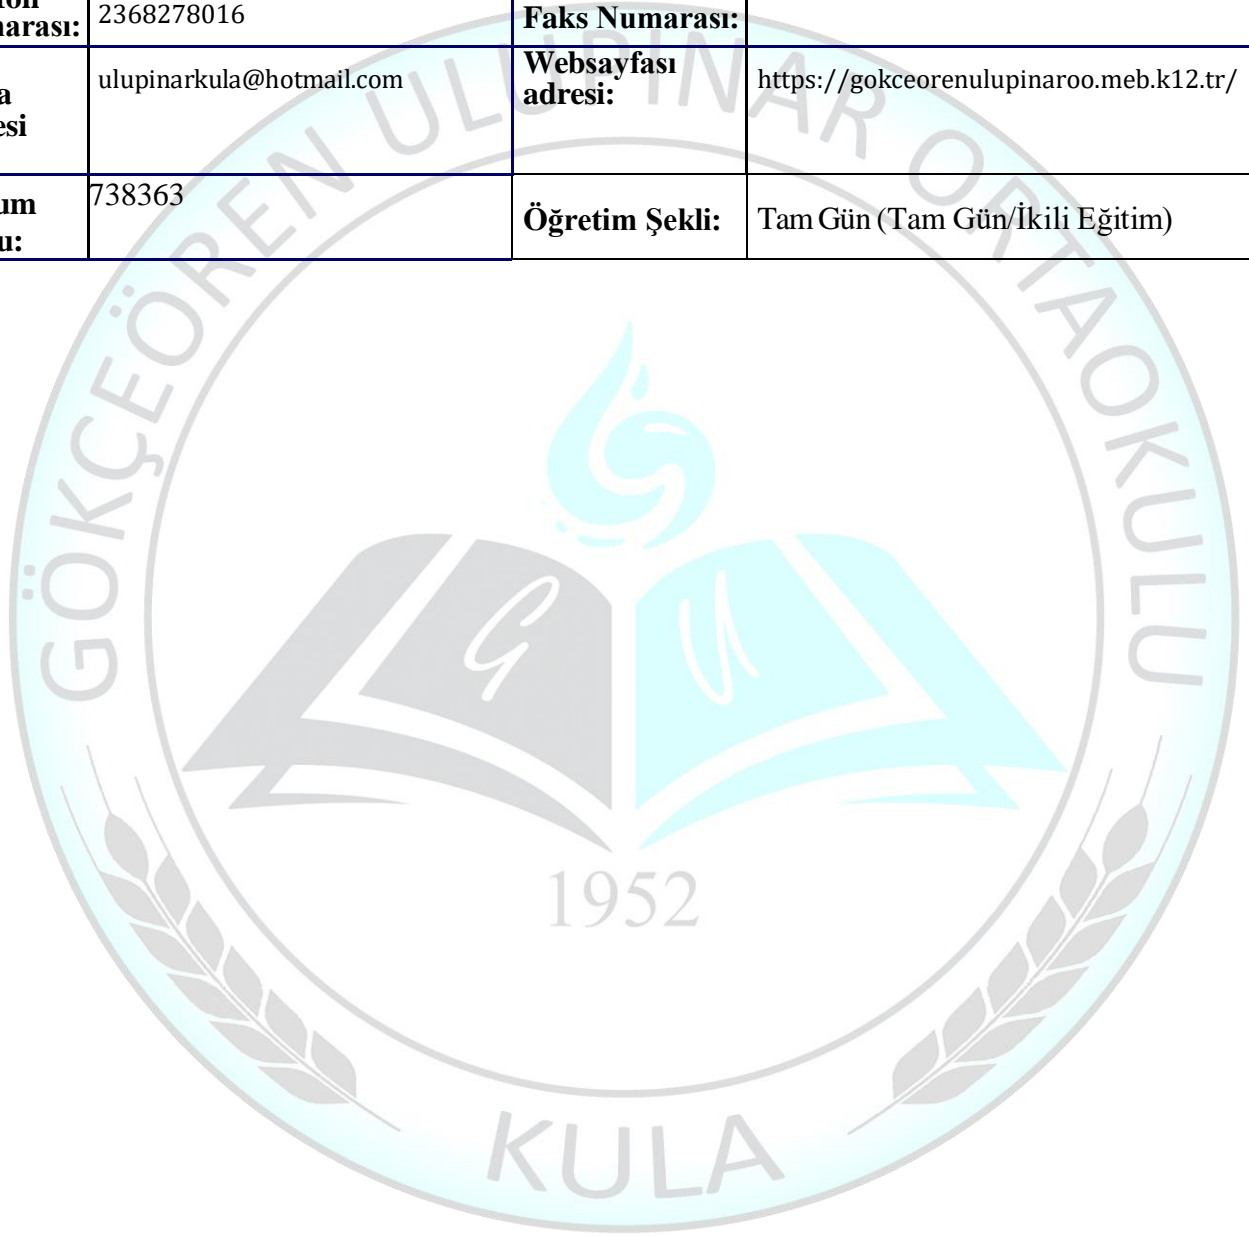 marası: 2368278016 Faks Numarası:
ulupinarkula@hotmail.com Websayfası adresi: https://gokceorenulupinaroo.meb.k12.tr/
738363 Öğretim Şekli: Tam Gün (Tam Gün/İkili Eğitim)
GÖKÇEÖREN ULUPINAR ORTAOKULU
G U
1952
KULA